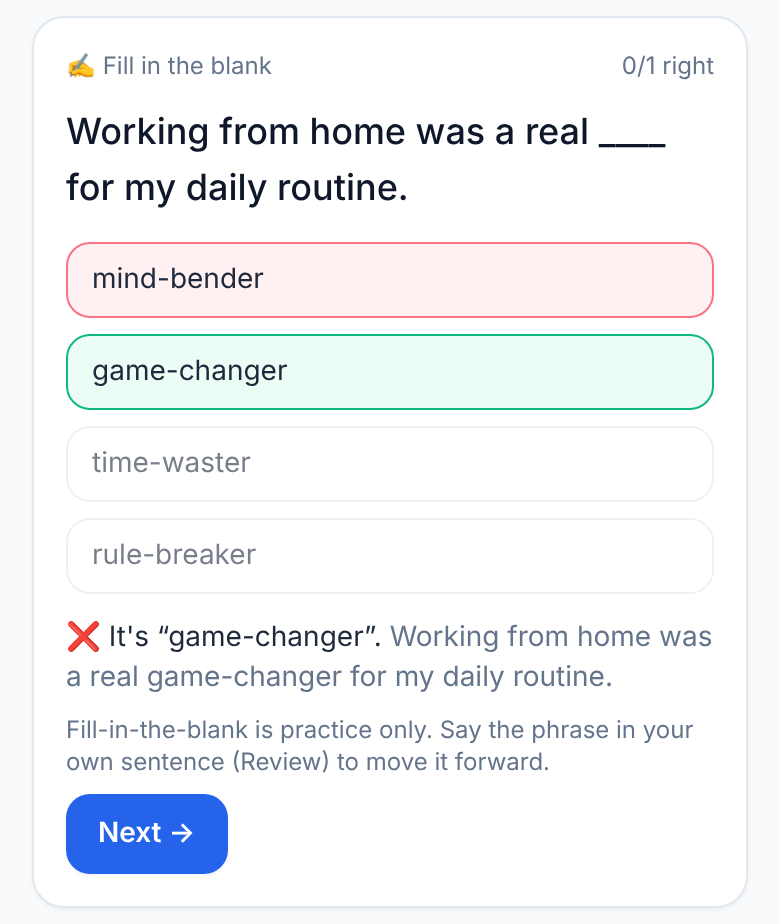 ✍️ Fill in the blank
0/1 right
Working from home was a real ____
for my daily routine.
mind-bender
game-changer
time-waster
rule-breaker
❌ It's “game-changer”. Working from home was
a real game-changer for my daily routine.
Fill-in-the-blank is practice only. Say the phrase in your
own sentence (Review) to move it forward.
Next →